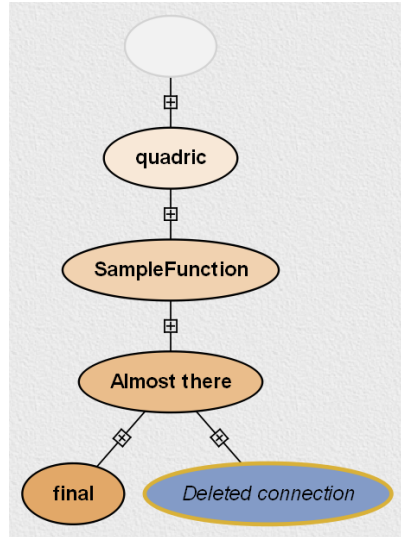 quadric
SampleFunction
Almost there
final
Deleted connection